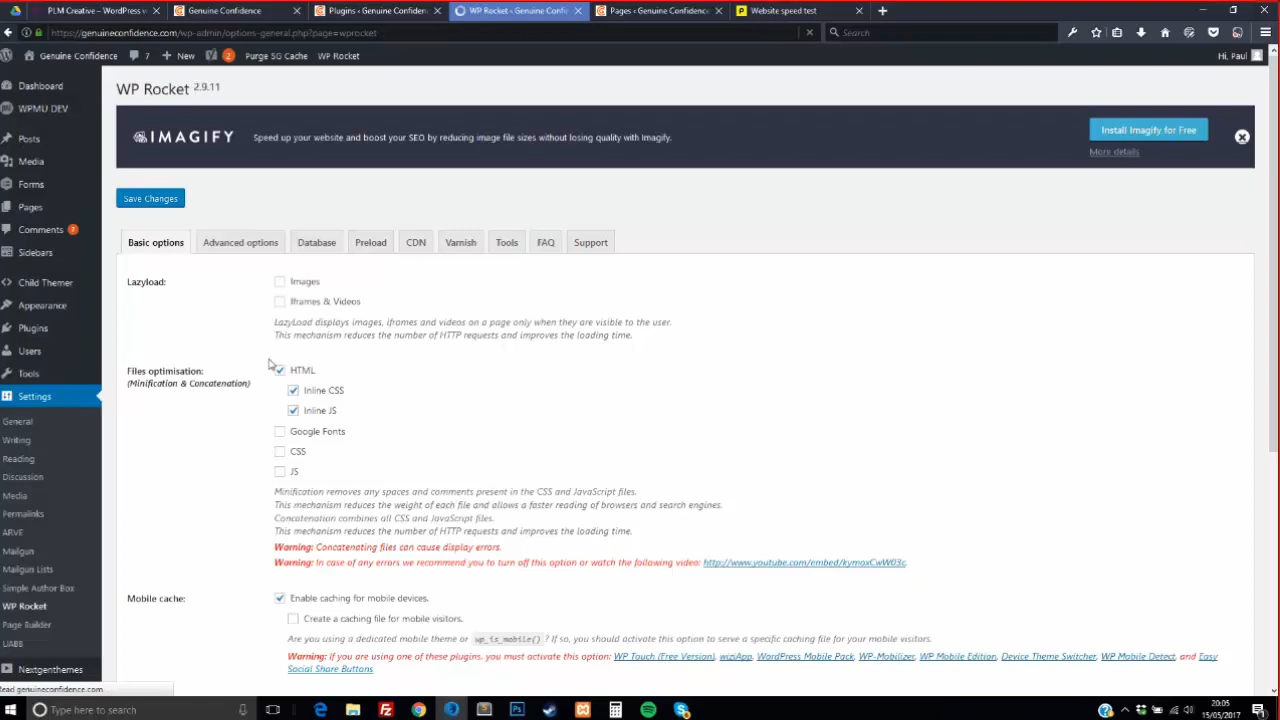 PLM Creative – WordPress w
Genuine Confidence
Plugins ‹ Genuine Confidenc
WP Rocket ‹ Genuine Confi
Pages ‹ Genuine Confidence
Website speed test
https://genuineconfidence.com/wp-admin/options-general.php?page=wprocket
Search
Genuine Confidence
7
New
2
Purge SG Cache
WP Rocket
Hi, Paul
Dashboard
WPMU DEV
Posts
Media
Forms
Pages
Comments 2
Sidebars
Child Themer
Appearance
Plugins
Users
Tools
Settings
General
Writing
Reading
Discussion
Media
Permalinks
ARVE
Mailgun
Mailgun Lists
Simple Author Box
WP Rocket
Page Builder
UABB
Nextgenthemes
WP Rocket 2.9.11
IMAGIFY
Speed up your website and boost your SEO by reducing image file sizes without losing quality with Imagify.
Install Imagify for Free
More details
Save Changes
Basic options
Advanced options
Database
Preload
CDN
Varnish
Tools
FAQ
Support
Lazyload:
Images
Iframes & Videos
LazyLoad displays images, iframes and videos on a page only when they are visible to the user.
This mechanism reduces the number of HTTP requests and improves the loading time.
Files optimisation:
(Minification & Concatenation)
HTML
Inline CSS
Inline JS
Google Fonts
CSS
JS
Minification removes any spaces and comments present in the CSS and JavaScript files.
This mechanism reduces the weight of each file and allows a faster reading of browsers and search engines.
Concatenation combines all CSS and JavaScript files.
This mechanism reduces the number of HTTP requests and improves the loading time.
Warning: Concatenating files can cause display errors.
Warning: In case of any errors we recommend you to turn off this option or watch the following video: http://www.youtube.com/embed/kymoxCwW03c.
Mobile cache:
Enable caching for mobile devices.
Create a caching file for mobile visitors.
Are you using a dedicated mobile theme or wp_is_mobile() ? If so, you should activate this option to serve a specific caching file for your mobile visitors.
Warning: If you are using one of these plugins, you must activate this option: WP Touch (Free Version), wiziApp, WordPress Mobile Pack, WP-Mobilizer, WP Mobile Edition, Device Theme Switcher, WP Mobile Detect, and Easy
Social Share Buttons
Read genuineconfidence.com
Type here to search
20:05
15/05/2017